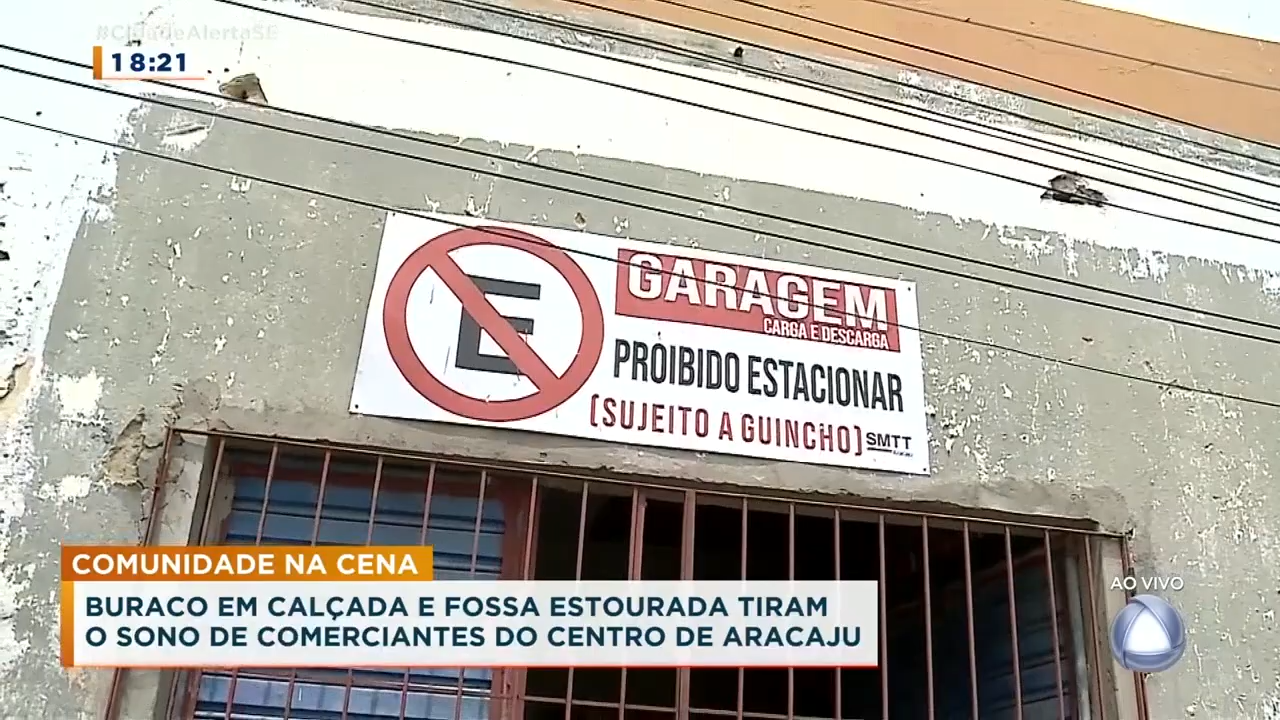 #CidadeAlertaSE
18:21
E
GARAGEM
CARGA E DESCARGA
PROIBIDO ESTACIONAR
(SUJEITO A GUINCHO)
SMTT
COMUNIDADE NA CENA
BURACO EM CALÇADA E FOSSA ESTOURADA TIRAM
O SONO DE COMERCIANTES DO CENTRO DE ARACAJU
AO VIVO